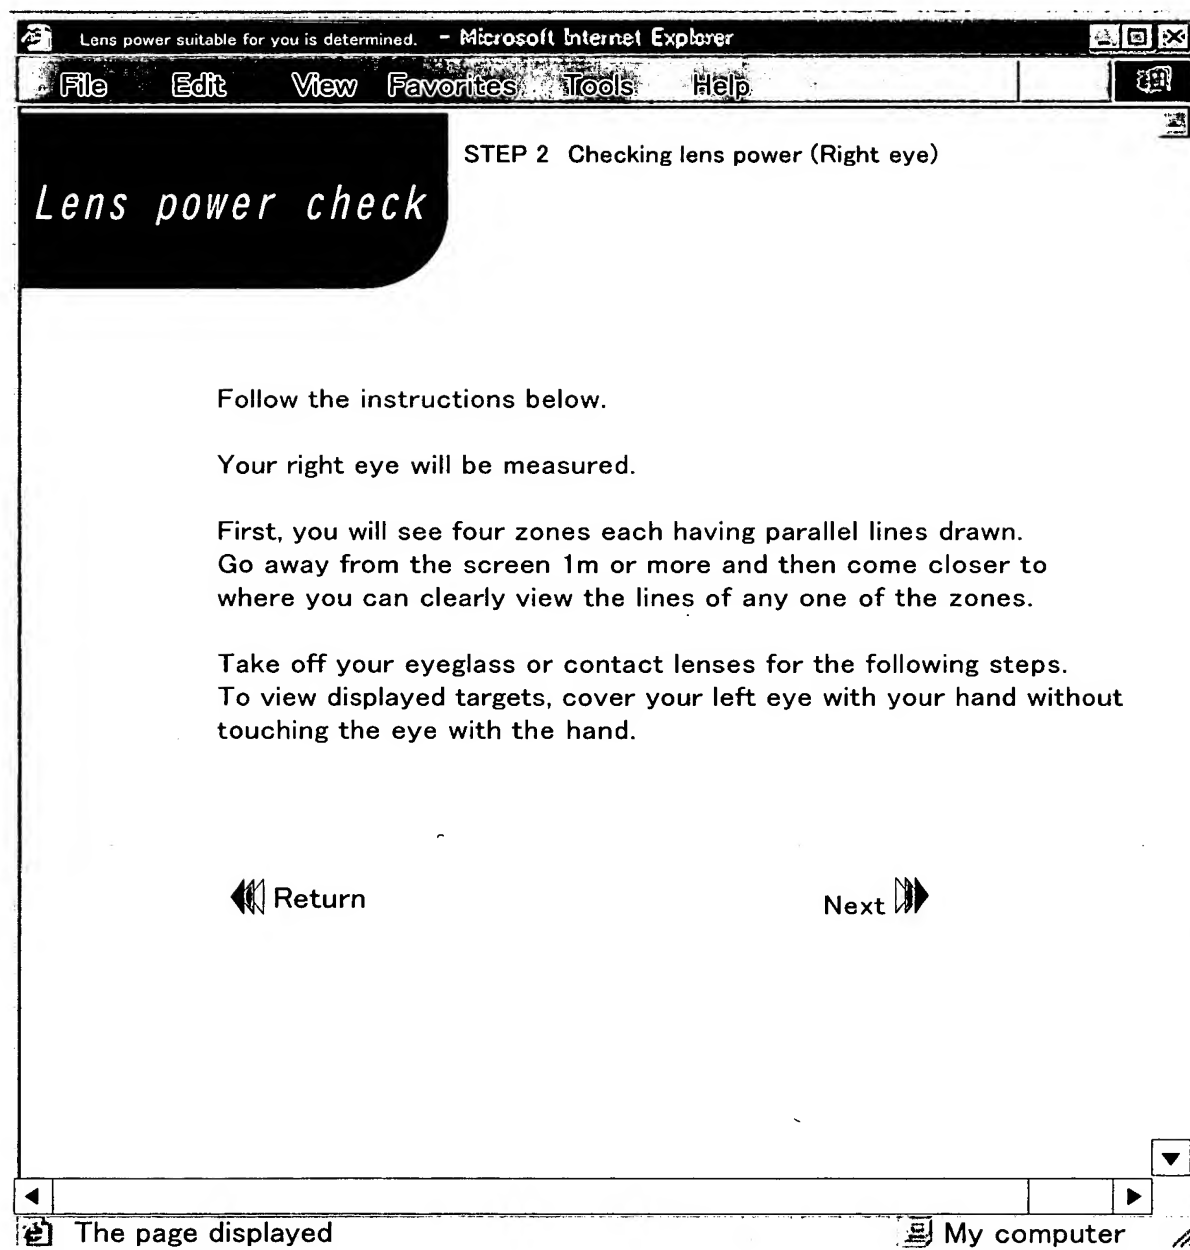 Lens power suitable for you is determined. - Microsoft Internet Explorer
File Edit View Favorites Tools Help
STEP 2 Checking lens power (Right eye)
Lens power check
Follow the instructions below.
Your right eye will be measured.
First, you will see four zones each having parallel lines drawn.
Go away from the screen 1m or more and then come closer to
where you can clearly view the lines of any one of the zones.
Take off your eyeglass or contact lenses for the following steps.
To view displayed targets, cover your left eye with your hand without
touching the eye with the hand.
Return
Next
The page displayed
My computer